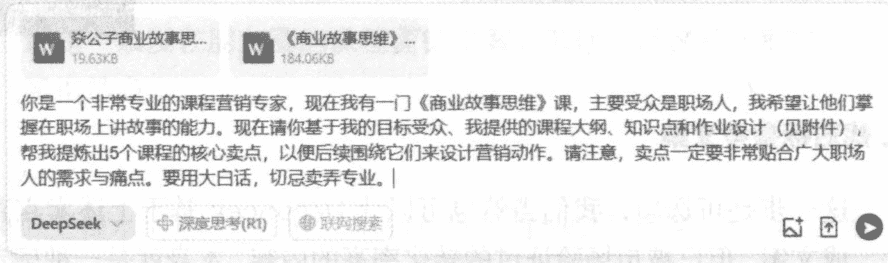 焱公子商业故事思...
19.63KB
《商业故事思维》...
184.06KB
你是一个非常专业的课程营销专家，现在我有一门《商业故事思维》课，主要受众是职场人，我希望让他们掌
握在职场上讲故事的能力。现在请你基于我的目标受众、我提供的课程大纲、知识点和作业设计（见附件），
帮我提炼出5个课程的核心卖点，以便后续围绕它们来设计营销动作。请注意，卖点一定要非常贴合广大职场
人的需求与痛点。要用大白话，切忌卖弄专业。
DeepSeek 深度思考(R1) 联网搜索